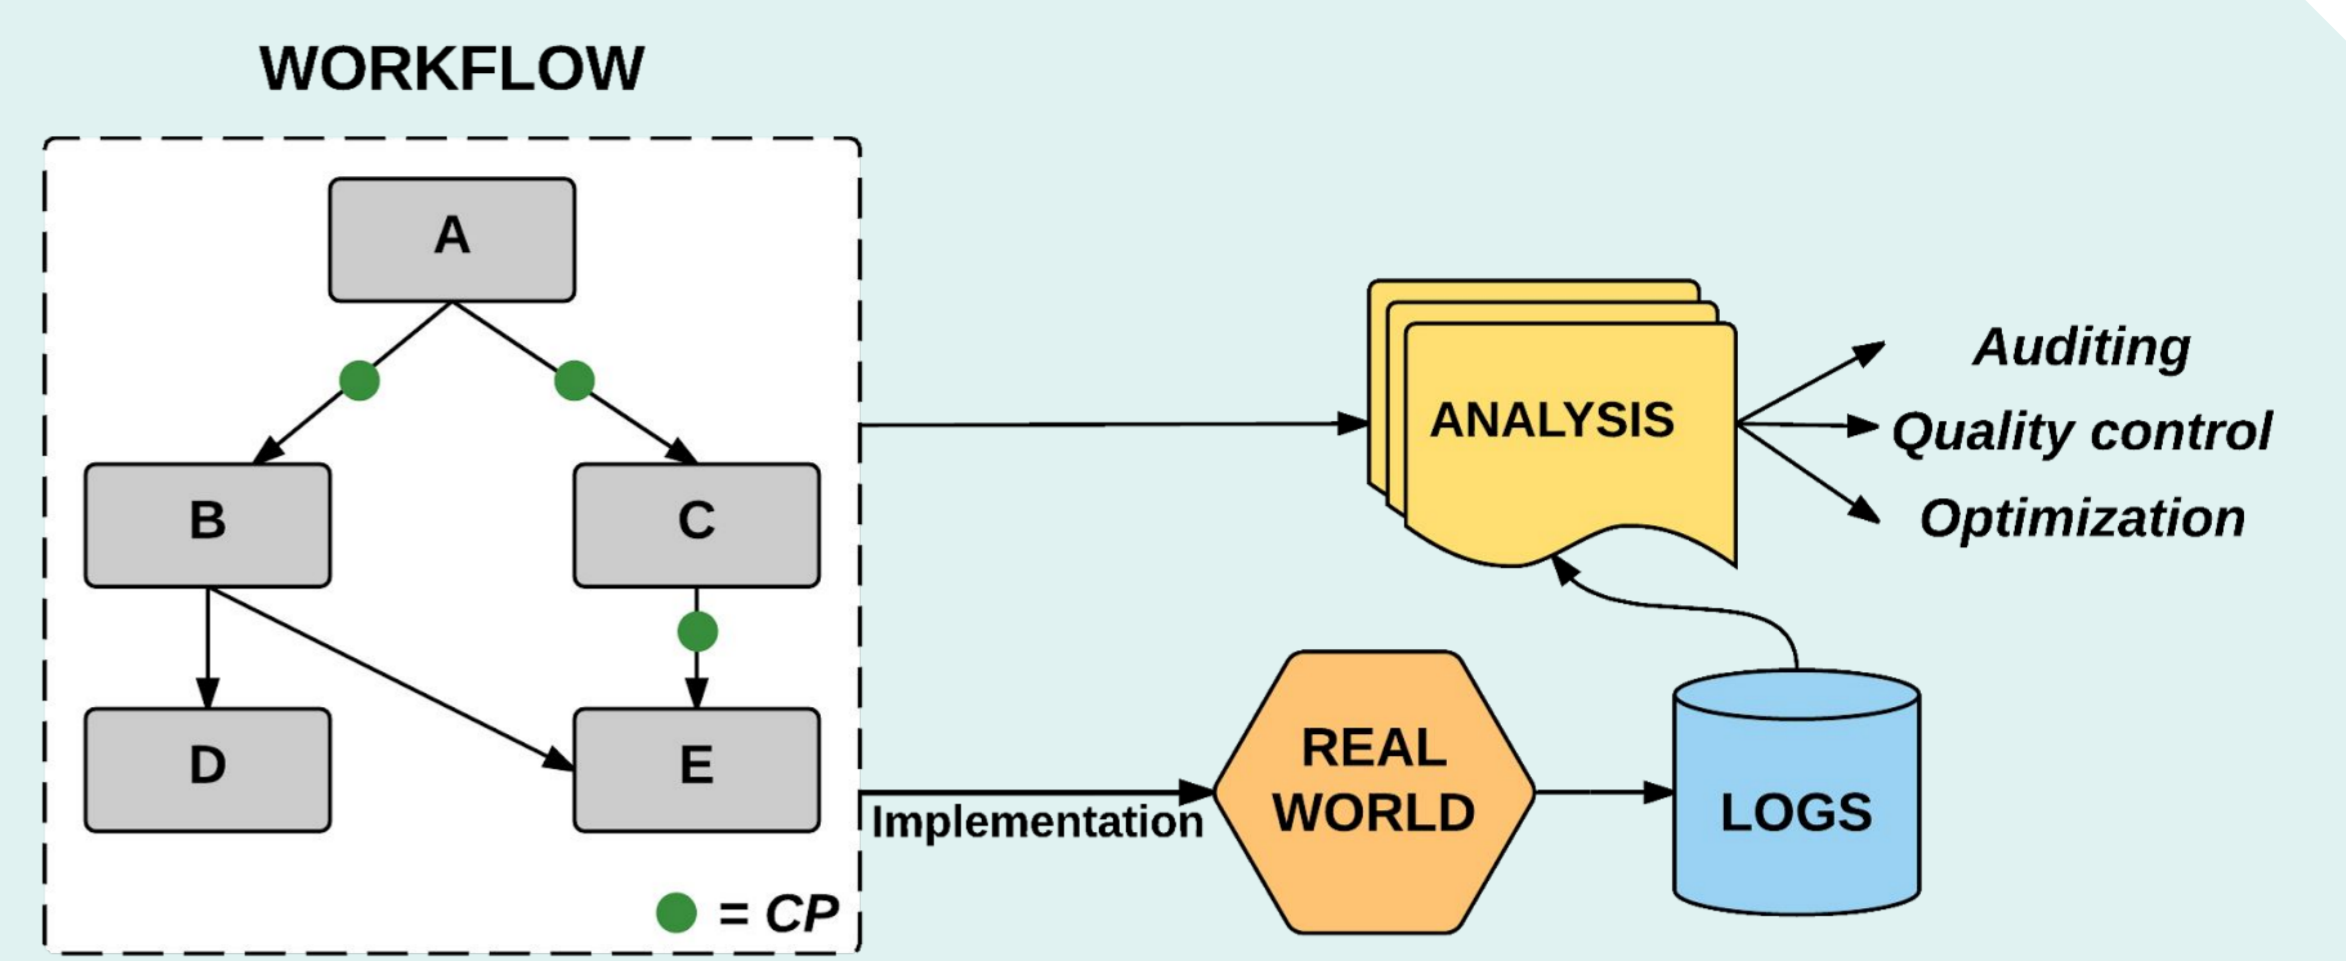 WORKFLOW
A
B
C
D
E
= CP
Implementation
REAL
WORLD
LOGS
ANALYSIS
Auditing
Quality control
Optimization